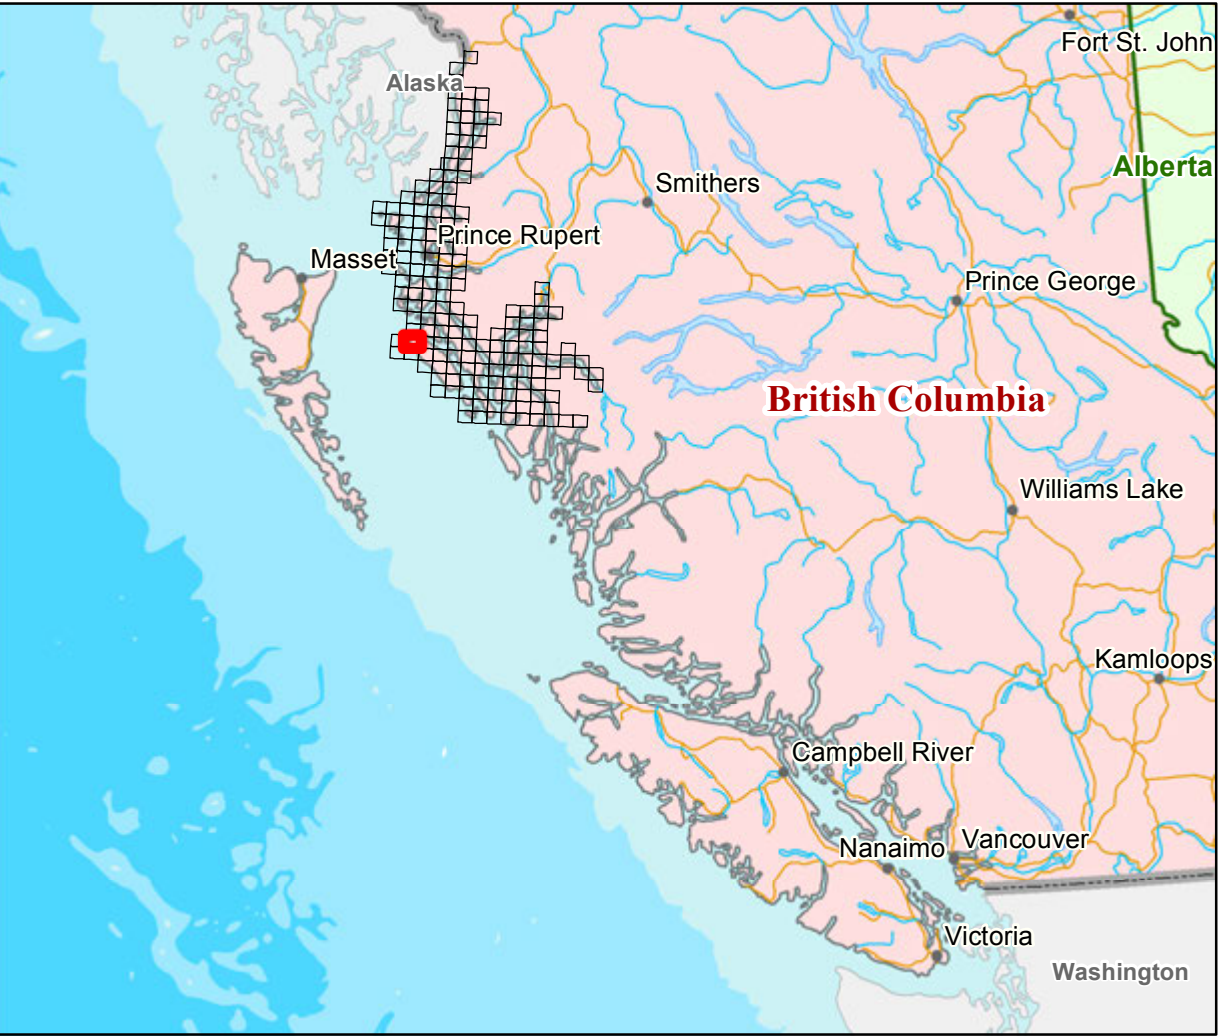 Fort St. John
Alaska
Alberta
Smithers
Prince Rupert
Masset
Prince George
British Columbia
Williams Lake
Kamloops
Campbell River
Vancouver
Nanaimo
Victoria
Washington